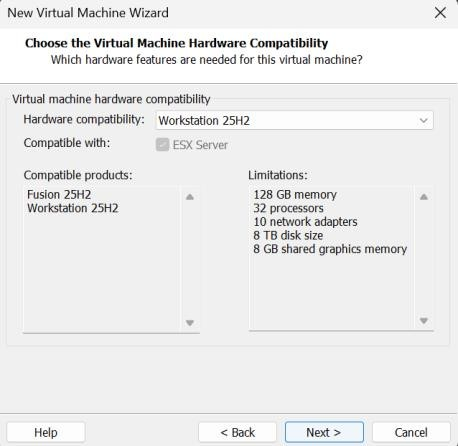 New Virtual Machine Wizard
Choose the Virtual Machine Hardware Compatibility
Which hardware features are needed for this virtual machine?
Virtual machine hardware compatibility
Hardware compatibility: Workstation 25H2
Compatible with: ESX Server
Compatible products:
Fusion 25H2
Workstation 25H2
Limitations:
128 GB memory
32 processors
10 network adapters
8 TB disk size
8 GB shared graphics memory
Help < Back Next > Cancel